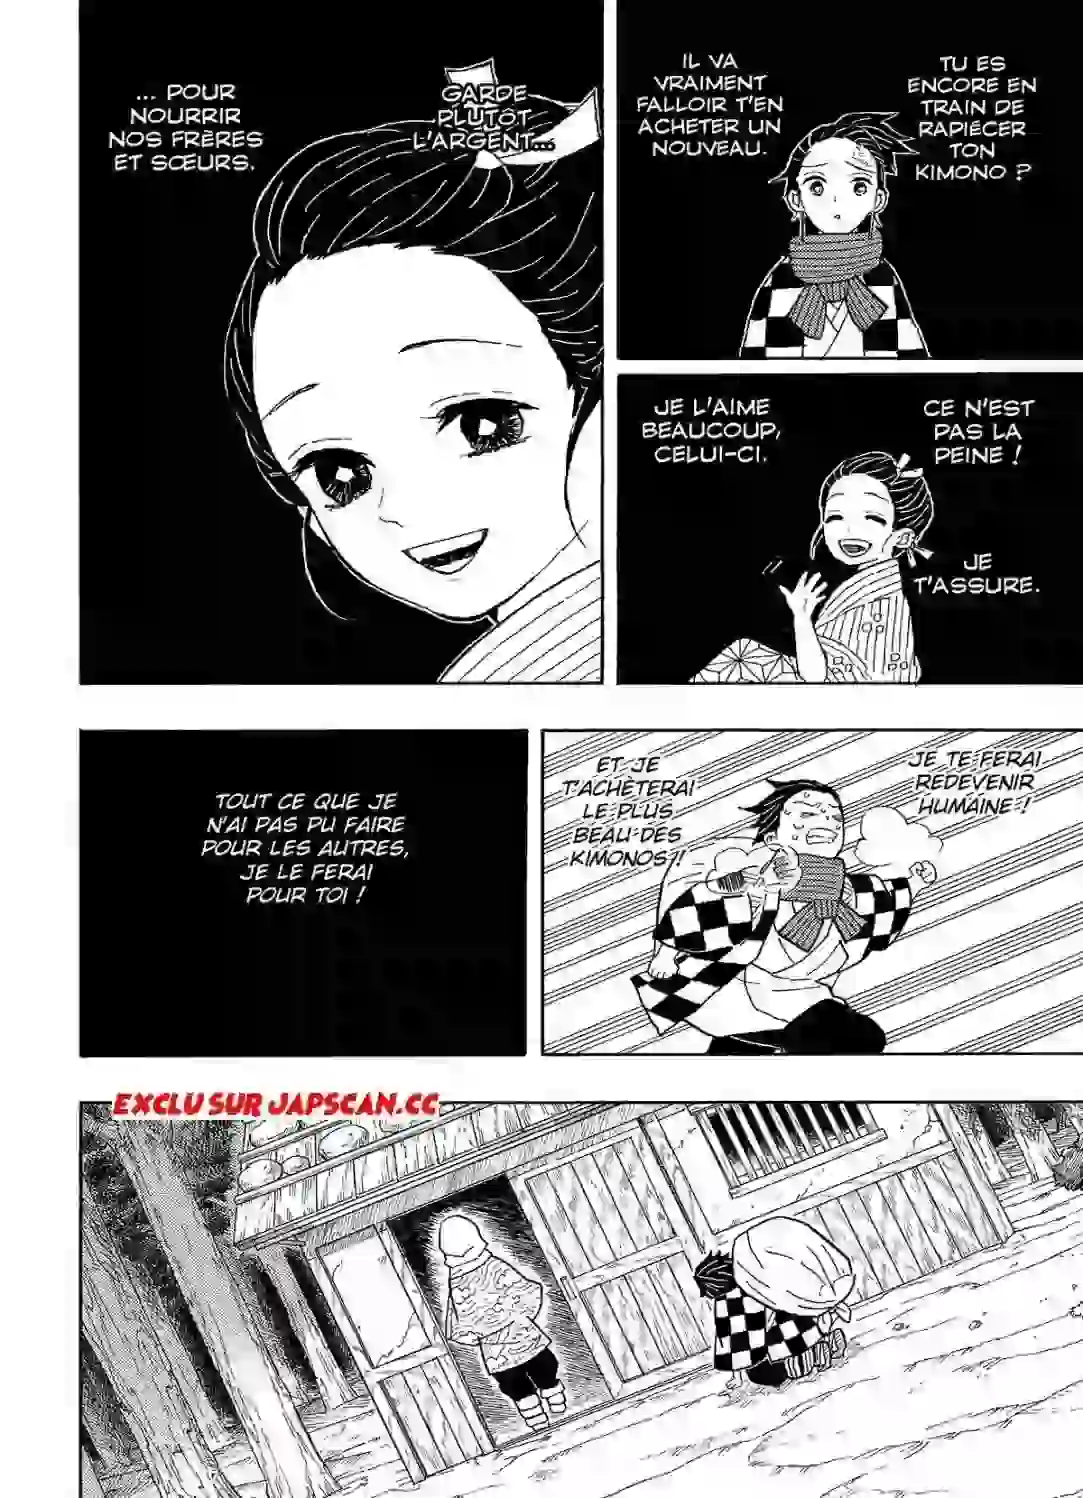 TU ES
ENCORE EN
TRAIN DE
RAPIÉCER
TON
KIMONO ?
IL VA
VRAIMENT
FALLOIR T'EN
ACHETER UN
NOUVEAU.
CE N'EST
PAS LA
PEINE !
JE L'AIME
BEAUCOUP,
CELUI-CI.
JE
T'ASSURE.
GARDE
PLUTÔT
L'ARGENT...
... POUR
NOURRIR
NOS FRÈRES
ET SŒURS.
JE TE FERAI
REDEVENIR
HUMAINE !
ET JE
T'ACHÈTERAI
LE PLUS
BEAU DES
KIMONOS !!
TOUT CE QUE JE
N'AI PAS PU FAIRE
POUR LES AUTRES,
JE LE FERAI
POUR TOI !
EXCLU SUR JAPSCAN.CC